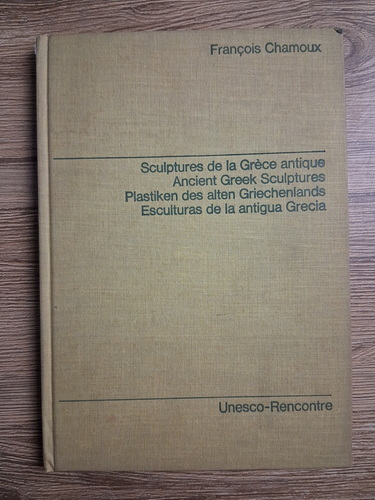 François Chamoux
Sculptures de la Grèce antique
Ancient Greek Sculptures
Plastiken des alten Griechenlands
Esculturas de la antigua Grecia
Unesco-Rencontre